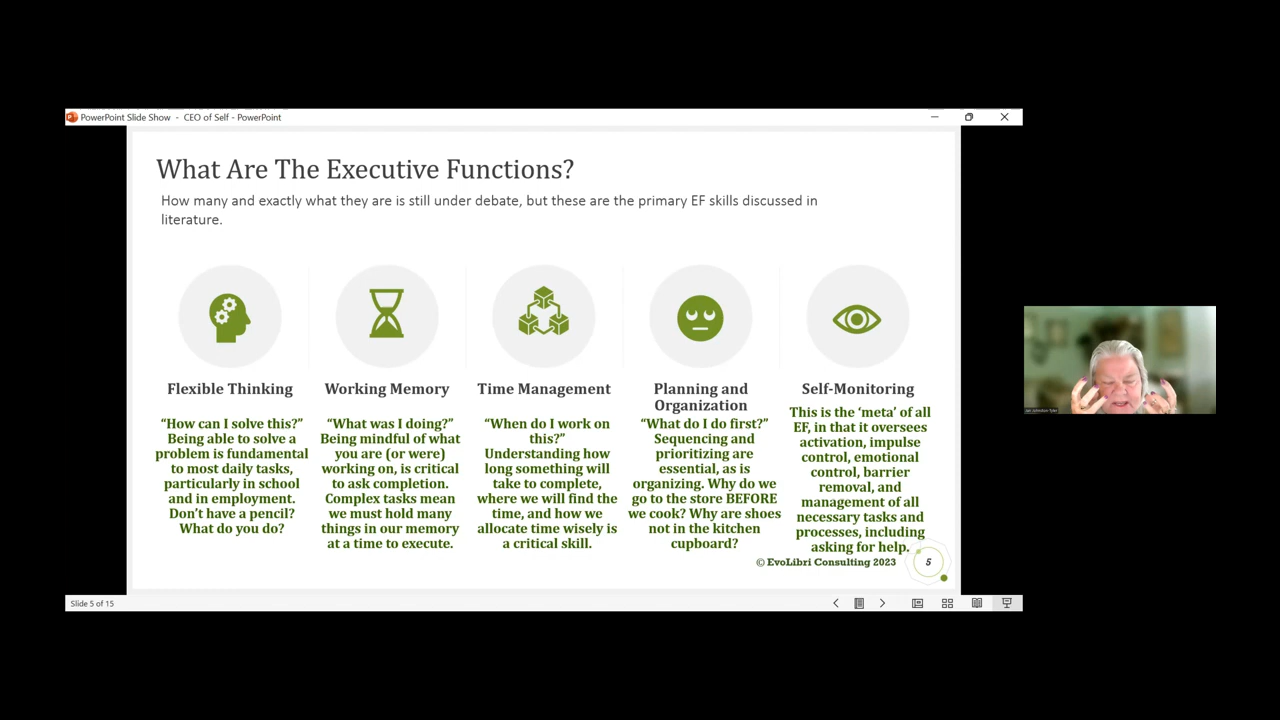 PowerPoint Slide Show - CEO of Self - PowerPoint
What Are The Executive Functions?
How many and exactly what they are is still under debate, but these are the primary EF skills discussed in
literature.
Flexible Thinking
“How can I solve this?”
Being able to solve a
problem is fundamental
to most daily tasks,
particularly in school
and in employment.
Don’t have a pencil?
What do you do?
Working Memory
“What was I doing?”
Being mindful of what
you are (or were)
working on, is critical
to ask completion.
Complex tasks mean
we must hold many
things in our memory
at a time to execute.
Time Management
“When do I work on
this?”
Understanding how
long something will
take to complete,
where we will find the
time, and how we
allocate time wisely is
a critical skill.
Planning and
Organization
“What do I do first?”
Sequencing and
prioritizing are
essential, as is
organizing. Why do we
go to the store BEFORE
we cook? Why are shoes
not in the kitchen
cupboard?
Self-Monitoring
This is the ‘meta’ of all
EF, in that it oversees
activation, impulse
control, emotional
control, barrier
removal, and
management of all
necessary tasks and
processes, including
asking for help.
© EvoLibri Consulting 2023
5
Slide 5 of 15